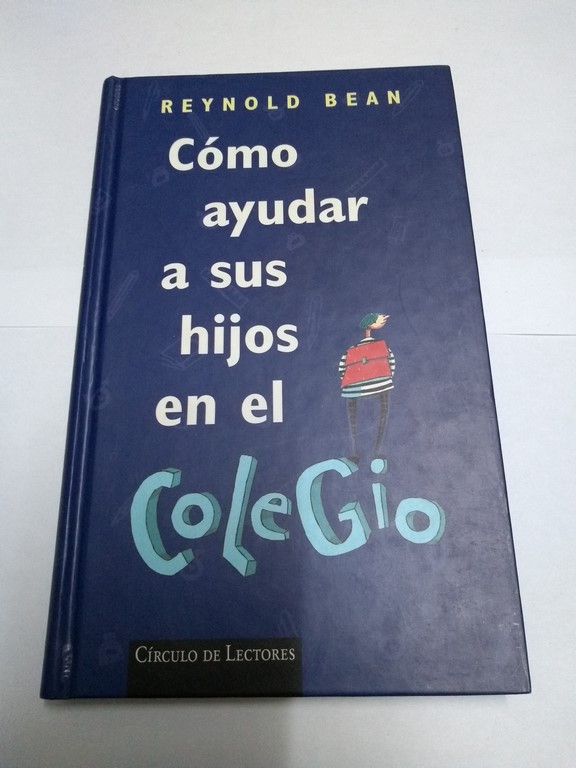 REYNOLD BEAN
Cómo
ayudar
a sus
hijos
en el
ColeGio
CÍRCULO DE LECTORES